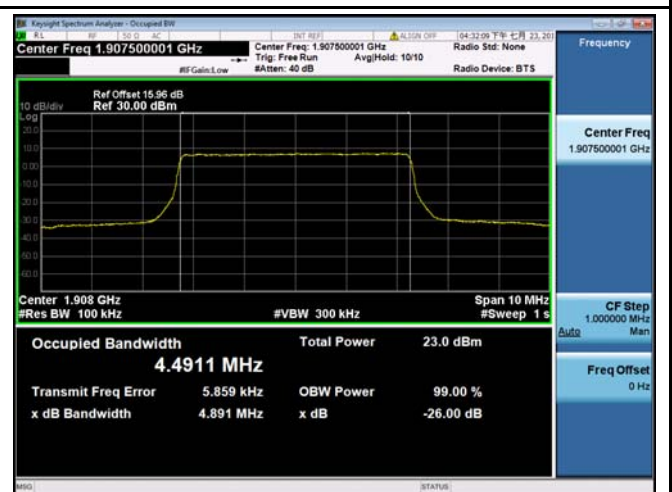 Keysight Spectrum Analyzer - Occupied BW
RL RF 50 Ω AC INT REF ALIGN OFF 04:32:09 下午 七月 23, 201
Center Freq 1.907500001 GHz Center Freq: 1.907500001 GHz Radio Std: None Frequency
Trig: Free Run Avg|Hold: 10/10
#IFGain:Low #Atten: 40 dB Radio Device: BTS
Ref Offset 15.96 dB
10 dB/div Ref 30.00 dBm
Log
20.0
10.0
0.00
10.0
20.0
30.0
40.0
50.0
60.0
Center Freq
1.907500001 GHz
Center 1.908 GHz Span 10 MHz
#Res BW 100 kHz #VBW 300 kHz #Sweep 1 s
CF Step
1.000000 MHz
Auto Man
Occupied Bandwidth Total Power 23.0 dBm
4.4911 MHz
Freq Offset
0 Hz
Transmit Freq Error 5.859 kHz OBW Power 99.00 %
x dB Bandwidth 4.891 MHz x dB -26.00 dB
MSG STATUS